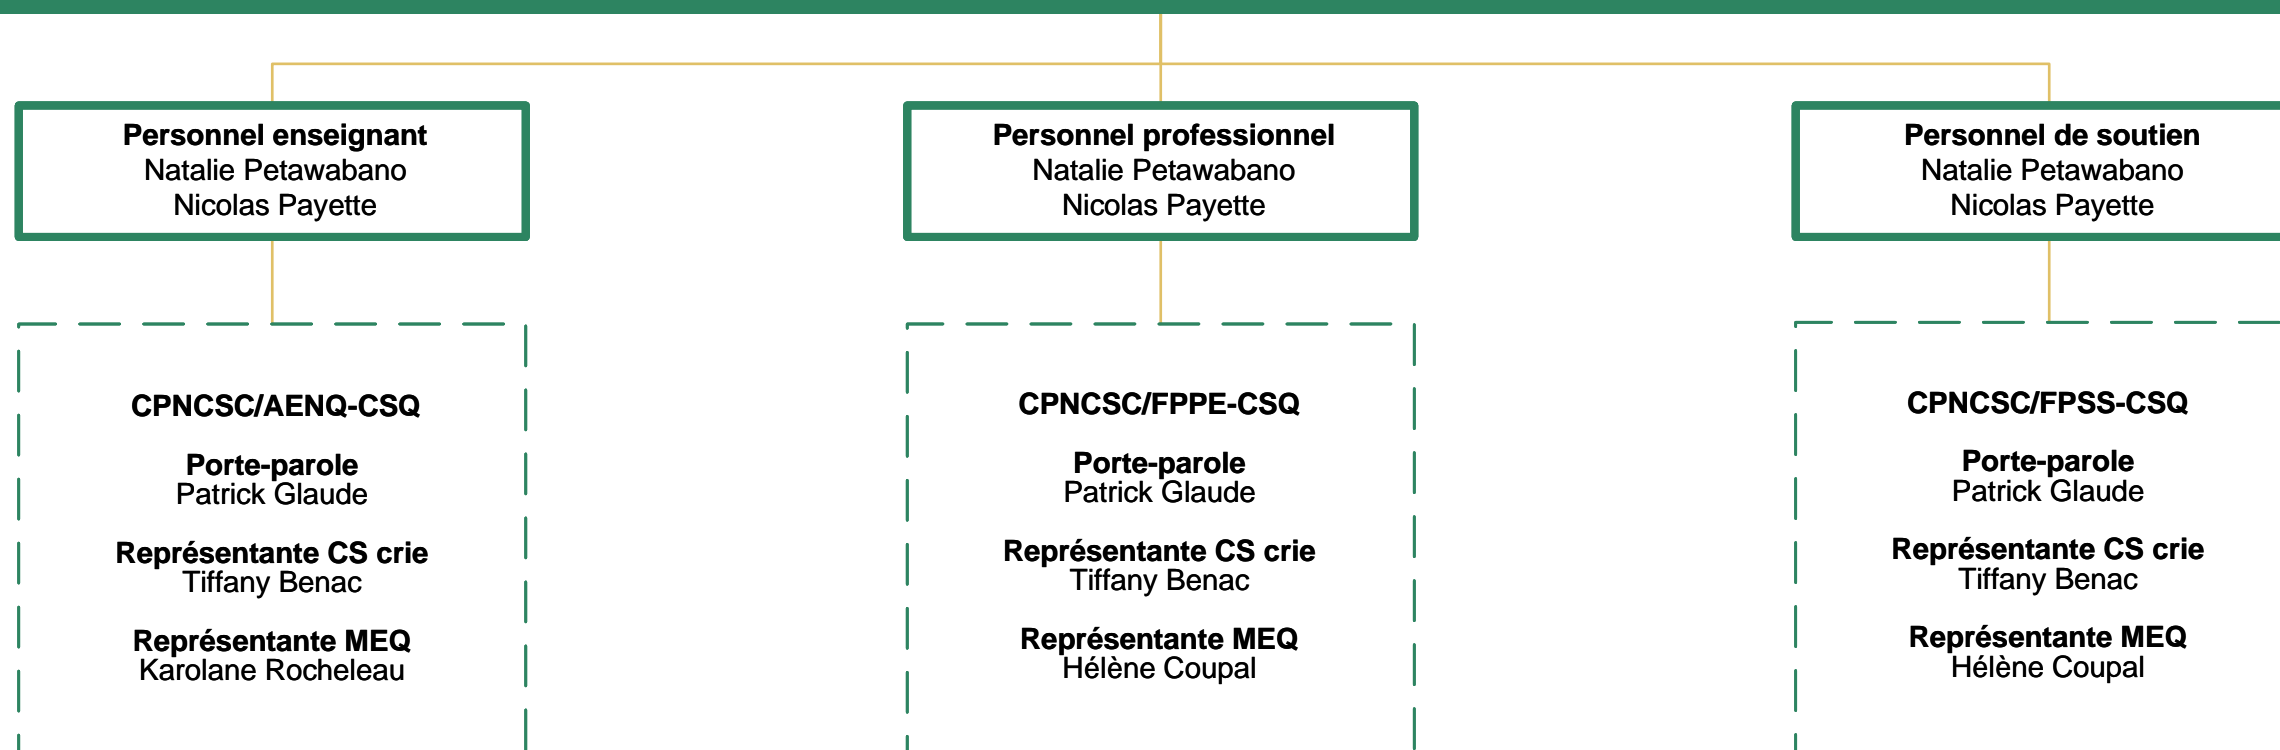 Personnel enseignant
Natalie Petawabano
Nicolas Payette
Personnel professionnel
Natalie Petawabano
Nicolas Payette
Personnel de soutien
Natalie Petawabano
Nicolas Payette
CPNCSC/AENQ-CSQ
Porte-parole
Patrick Glaude
Représentante CS crie
Tiffany Benac
Représentante MEQ
Karolane Rocheleau
CPNCSC/FPPE-CSQ
Porte-parole
Patrick Glaude
Représentante CS crie
Tiffany Benac
Représentante MEQ
Hélène Coupal
CPNCSC/FPSS-CSQ
Porte-parole
Patrick Glaude
Représentante CS crie
Tiffany Benac
Représentante MEQ
Hélène Coupal